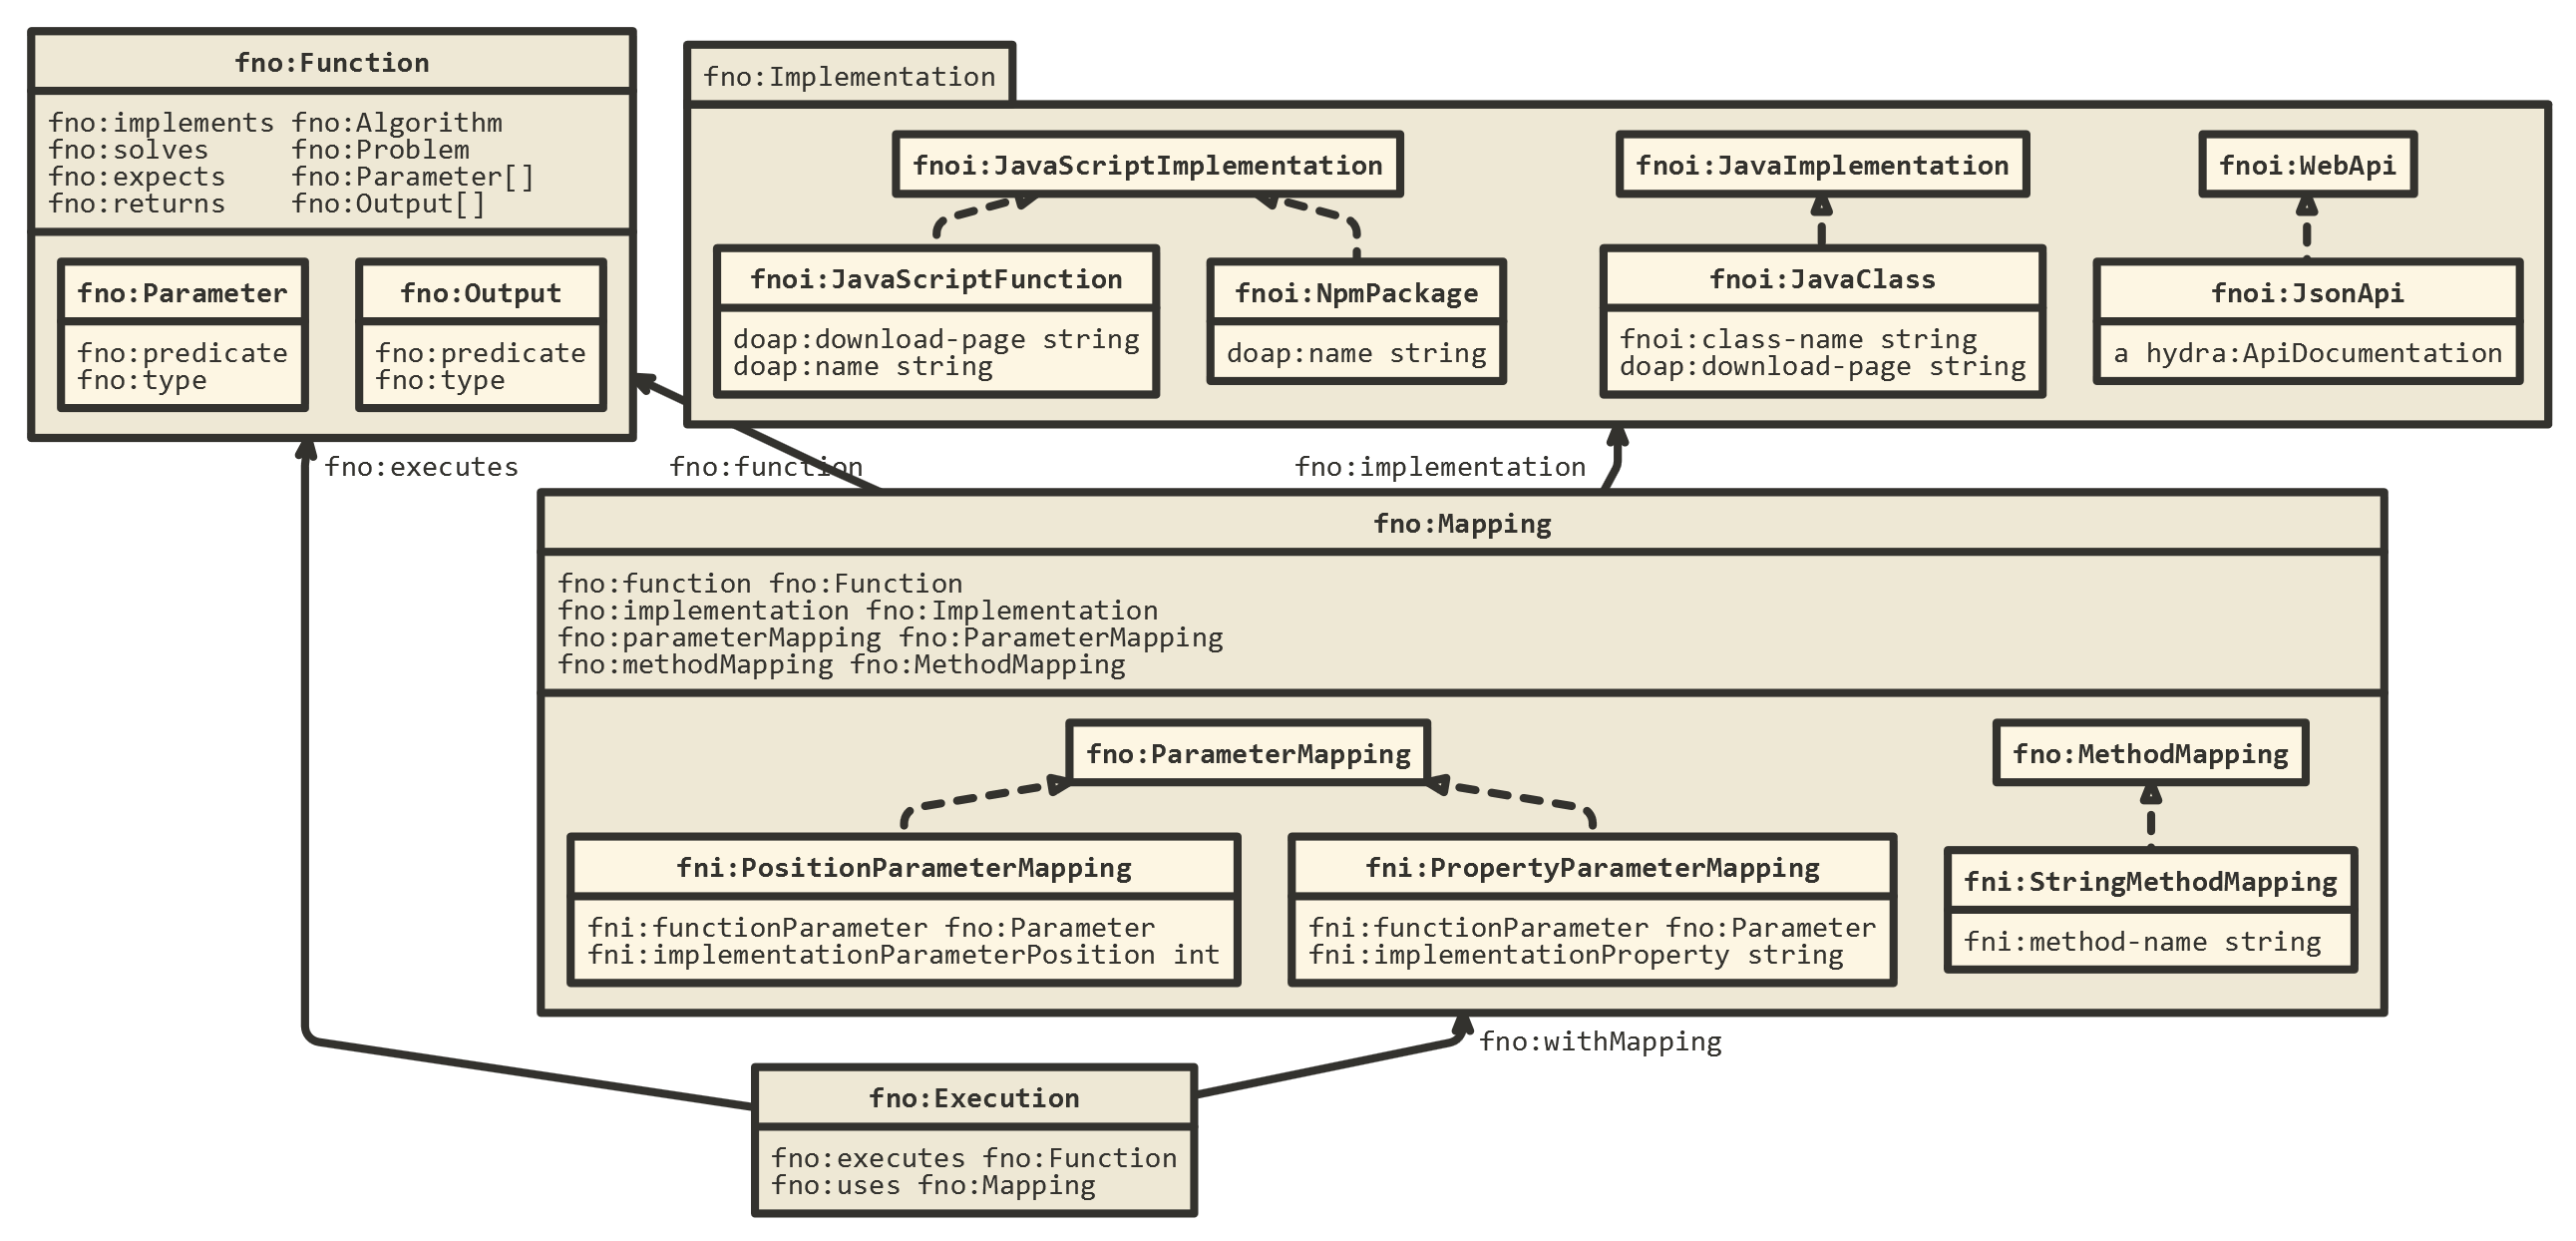 fno:Function
fno:implements fno:Algorithm
fno:solves fno:Problem
fno:expects fno:Parameter[]
fno:returns fno:Output[]
fno:Parameter
fno:predicate
fno:type
fno:Output
fno:predicate
fno:type
fno:Implementation
fnoi:JavaScriptImplementation
fnoi:JavaImplementation
fnoi:WebApi
fnoi:JavaScriptFunction
doap:download-page string
doap:name string
fnoi:NpmPackage
doap:name string
fnoi:JavaClass
fnoi:class-name string
doap:download-page string
fnoi:JsonApi
a hydra:ApiDocumentation
fno:executes
fno:function
fno:implementation
fno:Mapping
fno:function fno:Function
fno:implementation fno:Implementation
fno:parameterMapping fno:ParameterMapping
fno:methodMapping fno:MethodMapping
fno:ParameterMapping
fno:MethodMapping
fni:PositionParameterMapping
fni:functionParameter fno:Parameter
fni:implementationParameterPosition int
fni:PropertyParameterMapping
fni:functionParameter fno:Parameter
fni:implementationProperty string
fni:StringMethodMapping
fni:method-name string
fno:withMapping
fno:Execution
fno:executes fno:Function
fno:uses fno:Mapping